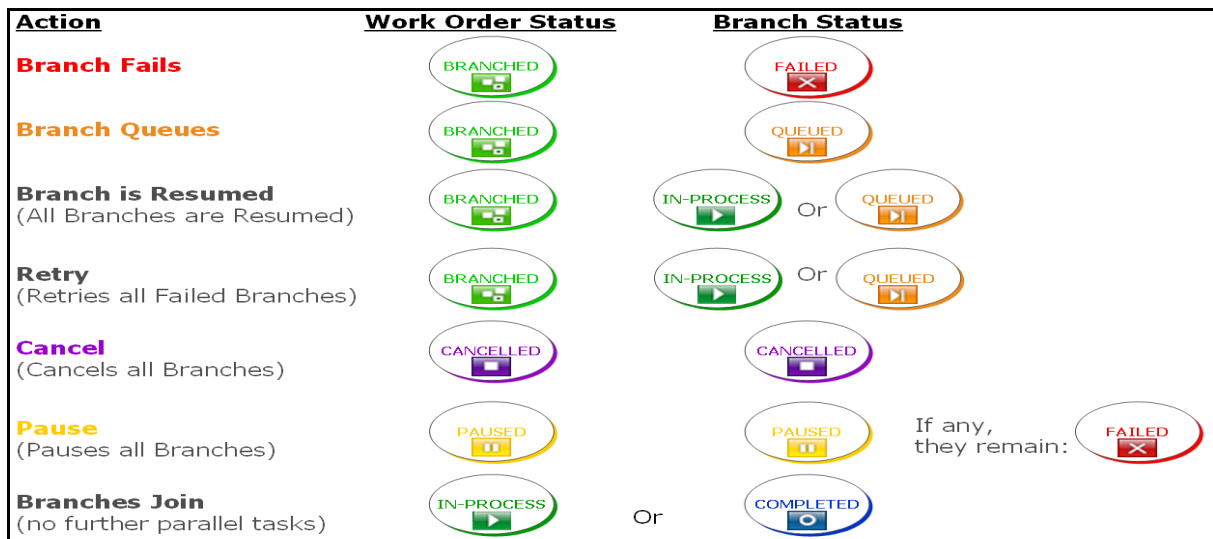 Action Work Order Status Branch Status
Branch Fails BRANCHED FAILED
Branch Queues BRANCHED QUEUED
Branch is Resumed
(All Branches are Resumed) BRANCHED IN-PROCESS Or QUEUED
Retry
(Retries all Failed Branches) BRANCHED IN-PROCESS Or QUEUED
Cancel
(Cancels all Branches) CANCELLED CANCELLED
Pause
(Pauses all Branches) PAUSED PAUSED If any,
they remain: FAILED
Branches Join
(no further parallel tasks) IN-PROCESS Or COMPLETED